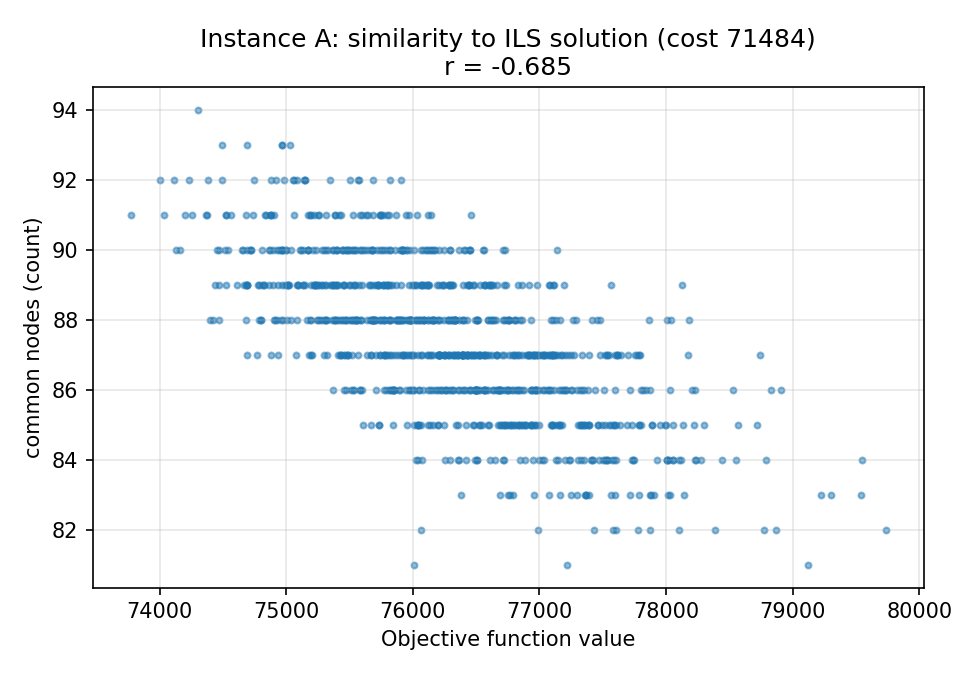 Instance A: similarity to ILS solution (cost 71484)
r = -0.685
94
92
90
88
86
84
82
common nodes (count)
74000 75000 76000 77000 78000 79000 80000
Objective function value